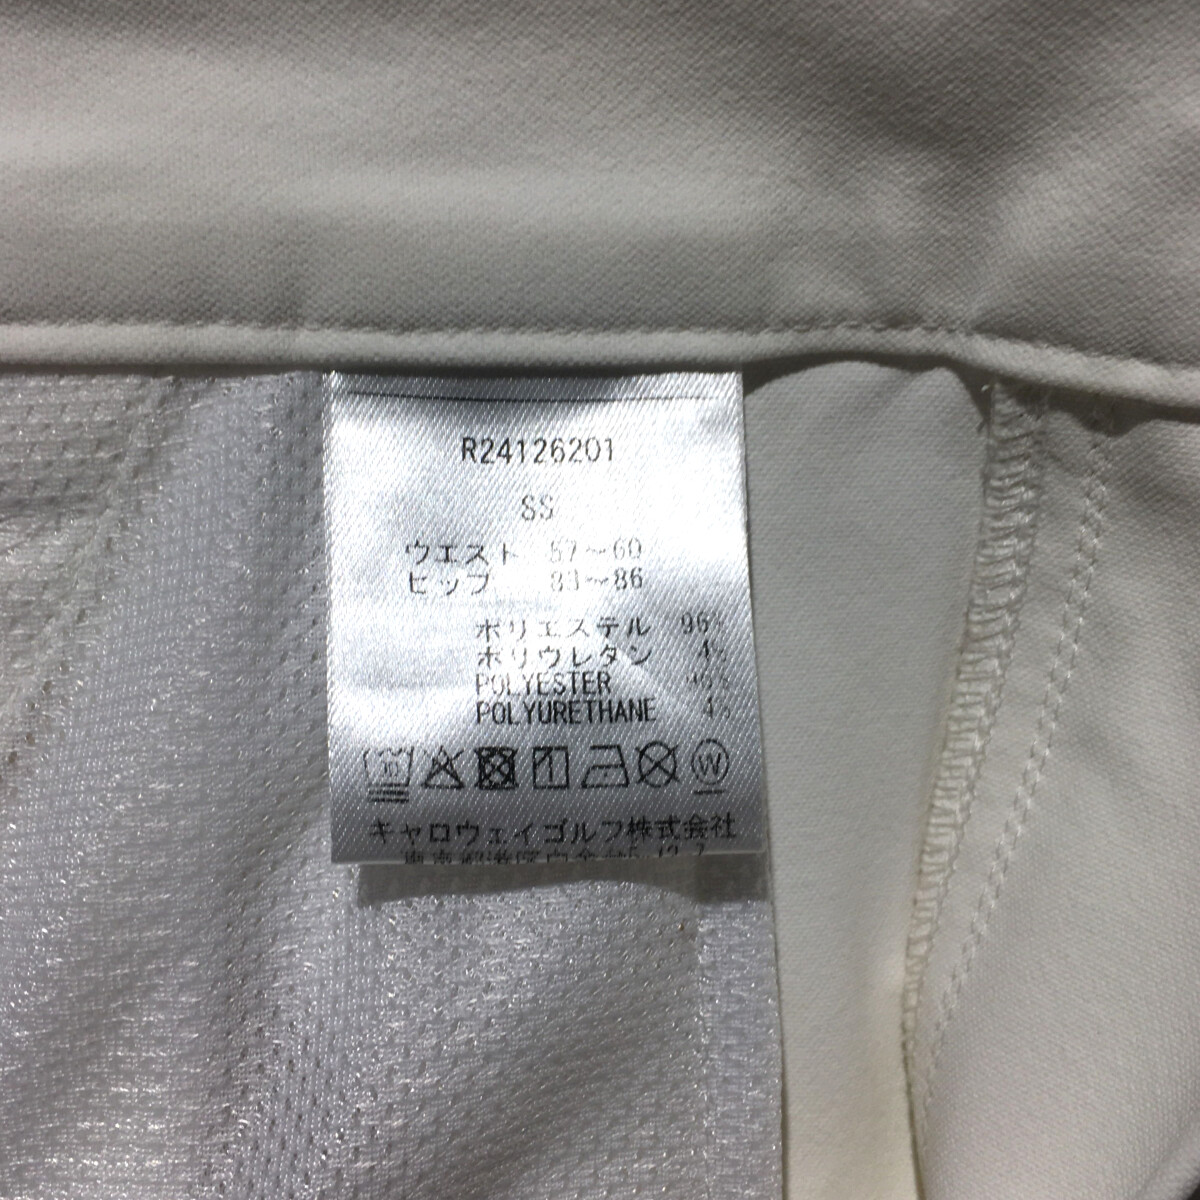 R24126201
SS
ウエスト 57～60
ヒップ 83～86
ポリエステル 96%
ポリウレタン 4%
POLYESTER 96%
POLYURETHANE 4%
キャロウェイゴルフ株式会社